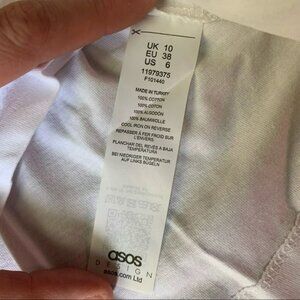 UK 10
EU 38
US 6
11979375
F101440
MADE IN TURKEY
100% COTTON
100% COTON
100% ALGODON
100% BAUMWOLLE
COOL IRON ON REVERSE
REPASSER À FER FROID SUR
L'ENVERS
PLANCHAR DEL REVÉS A BAJA
TEMPERATURA
BEI NIEDRIGER TEMPERATUR
AUF LINKS BÜGELN
asos
DESIGN
asos.com Ltd